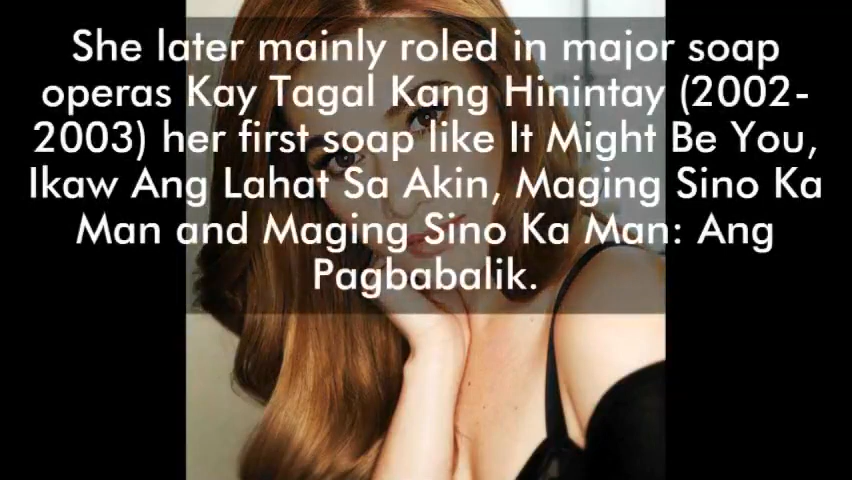 She later mainly roled in major soap
operas Kay Tagal Kang Hinintay (2002-
2003) her first soap like It Might Be You,
Ikaw Ang Lahat Sa Akin, Maging Sino Ka
Man and Maging Sino Ka Man: Ang
Pagbabalik.